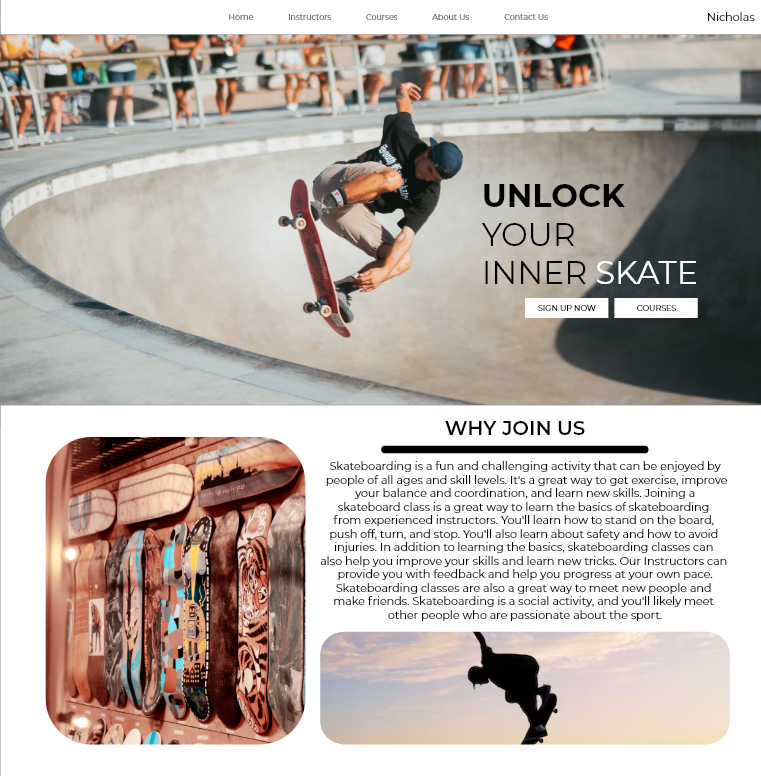 Home Instructors Courses About Us Contact Us Nicholas
UNLOCK
YOUR
INNER SKATE
SIGN UP NOW COURSES
WHY JOIN US
Skateboarding is a fun and challenging activity that can be enjoyed by
people of all ages and skill levels. It's a great way to get exercise, improve
your balance and coordination, and learn new skills. Joining a
skateboard class is a great way to learn the basics of skateboarding
from experienced instructors. You'll learn how to stand on the board,
push off, turn, and stop. You'll also learn about safety and how to avoid
injuries. In addition to learning the basics, skateboarding classes can
also help you improve your skills and learn new tricks. Our Instructors can
provide you with feedback and help you progress at your own pace.
Skateboarding classes are also a great way to meet new people and
make friends. Skateboarding is a social activity, and you'll likely meet
other people who are passionate about the sport.